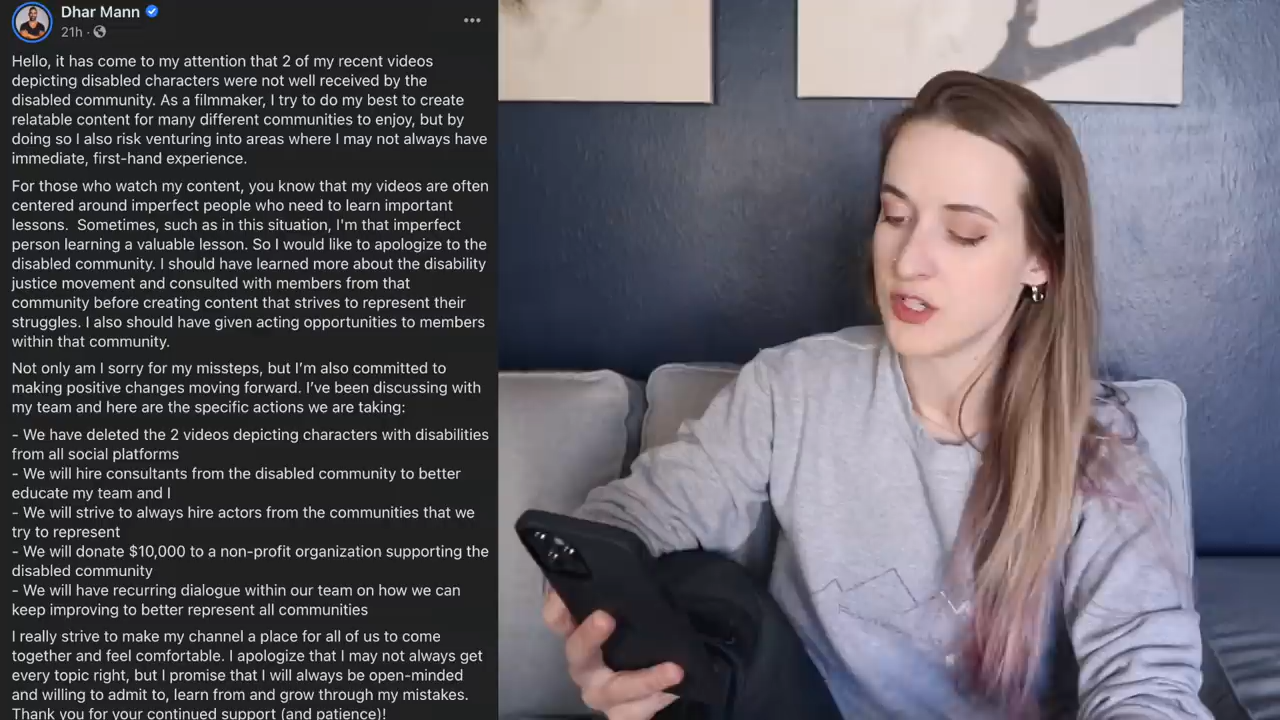 Dhar Mann
21h ·
Hello, it has come to my attention that 2 of my recent videos
depicting disabled characters were not well received by the
disabled community. As a filmmaker, I try to do my best to create
relatable content for many different communities to enjoy, but by
doing so I also risk venturing into areas where I may not always have
immediate, first-hand experience.
For those who watch my content, you know that my videos are often
centered around imperfect people who need to learn important
lessons.  Sometimes, such as in this situation, I'm that imperfect
person learning a valuable lesson. So I would like to apologize to the
disabled community. I should have learned more about the disability
justice movement and consulted with members from that
community before creating content that strives to represent their
struggles. I also should have given acting opportunities to members
within that community.
Not only am I sorry for my missteps, but I’m also committed to
making positive changes moving forward. I’ve been discussing with
my team and here are the specific actions we are taking:
- We have deleted the 2 videos depicting characters with disabilities
from all social platforms
- We will hire consultants from the disabled community to better
educate my team and I
- We will strive to always hire actors from the communities that we
try to represent
- We will donate $10,000 to a non-profit organization supporting the
disabled community
- We will have recurring dialogue within our team on how we can
keep improving to better represent all communities
I really strive to make my channel a place for all of us to come
together and feel comfortable. I apologize that I may not always get
every topic right, but I promise that I will always be open-minded
and willing to admit to, learn from and grow through my mistakes.
Thank you for your continued support (and patience)!